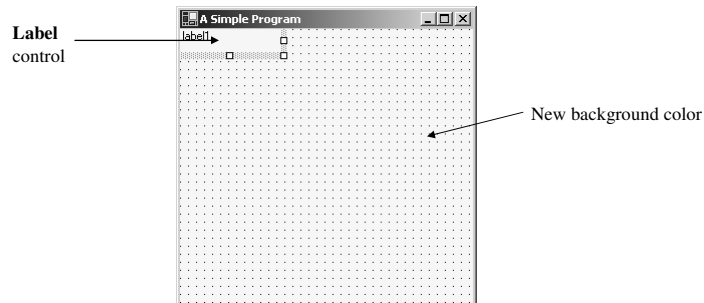 A Simple Program
Label
control
label1
New background color